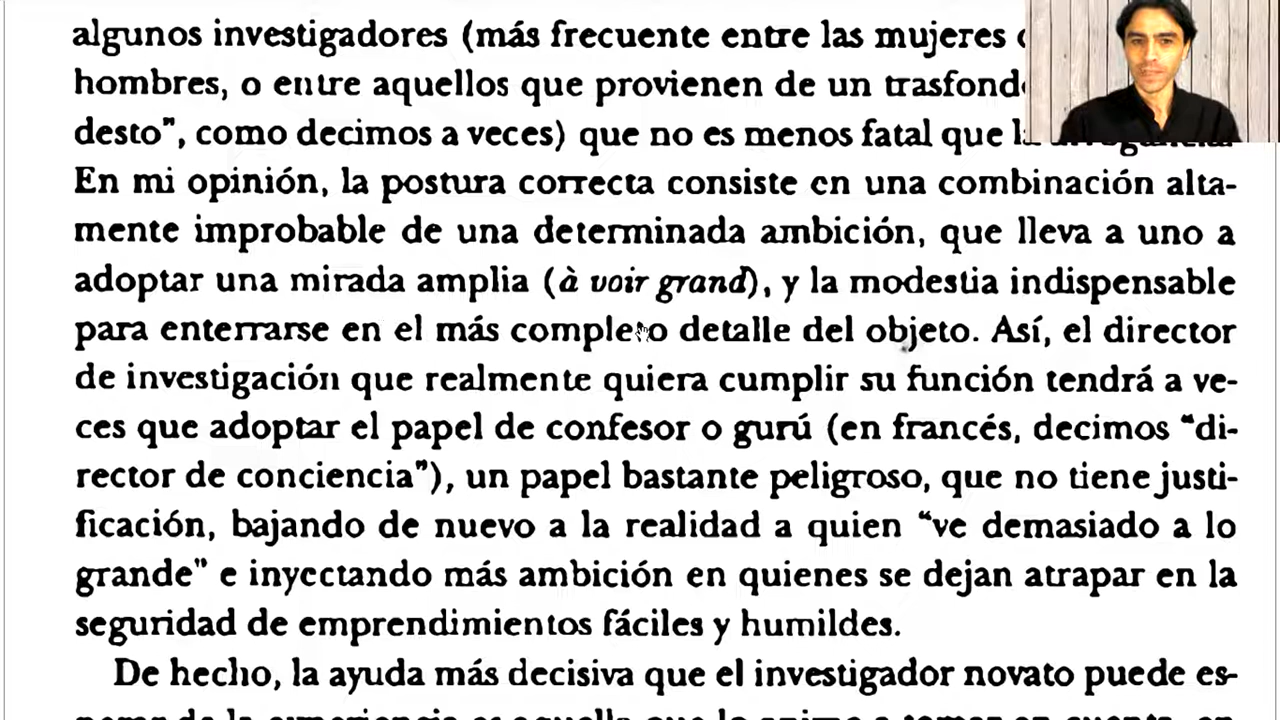 algunos investigadores (más frecuente entre las mujeres
hombres, o entre aquellos que provienen de un
desto", como decimos a veces) que no es menos fatal que
En mi opinión, la postura correcta consiste en una combinación alta-
mente improbable de una determinada ambición, que lleva a uno a
adoptar una mirada amplia (à voir grand), y la modestia indispensable
para enterrarse en el más completo detalle del objeto. Así, el director
de investigación que realmente quiera cumplir su función tendrá a ve-
ces que adoptar el papel de confesor o gurú (en francés, decimos "di-
rector de conciencia"), un papel bastante peligroso, que no tiene justi-
ficación, bajando de nuevo a la realidad a quien "ve demasiado a lo
grande" e inyectando más ambición en quienes se dejan atrapar en la
seguridad de emprendimientos fáciles y humildes.
De hecho, la ayuda más decisiva que el investigador novato puede es-